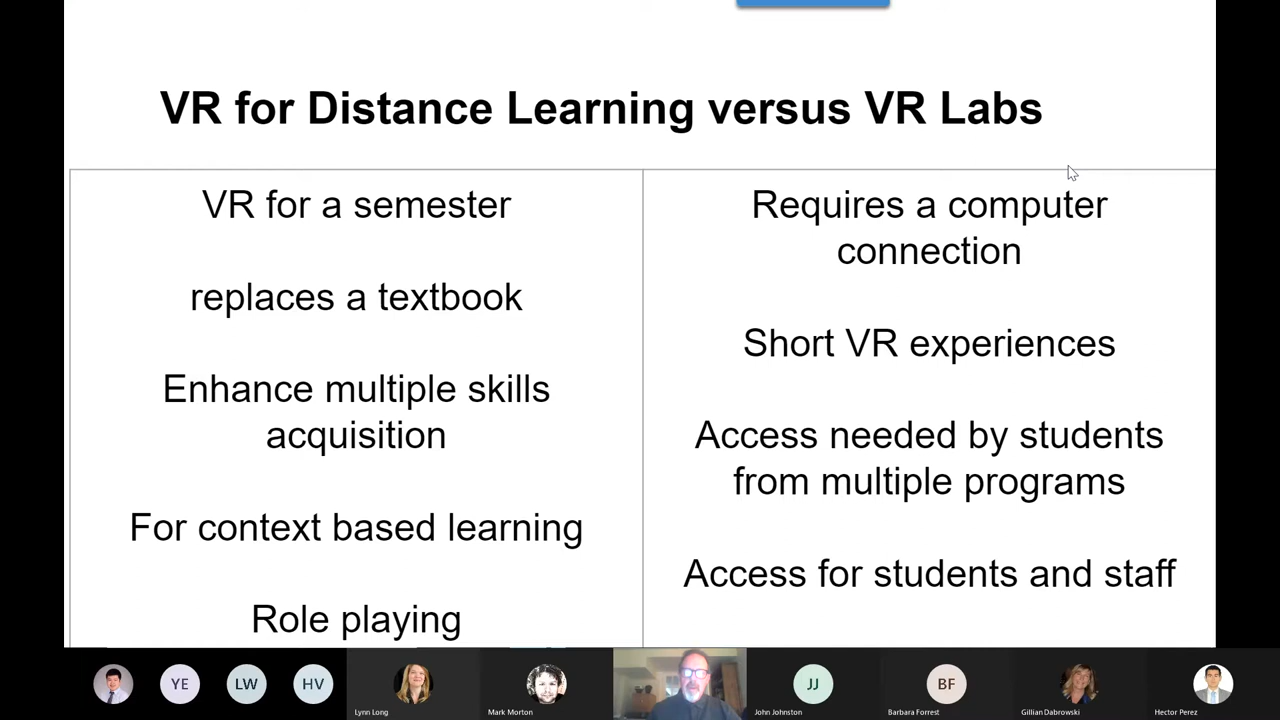 VR for Distance Learning versus VR Labs
VR for a semester
replaces a textbook
Enhance multiple skills
acquisition
For context based learning
Role playing
Requires a computer
connection
Short VR experiences
Access needed by students
from multiple programs
Access for students and staff
YE
LW
HV
Lynn Long
Mark Morton
JJ
John Johnston
BF
Barbara Forrest
Gillian Dabrowski
Hector Perez